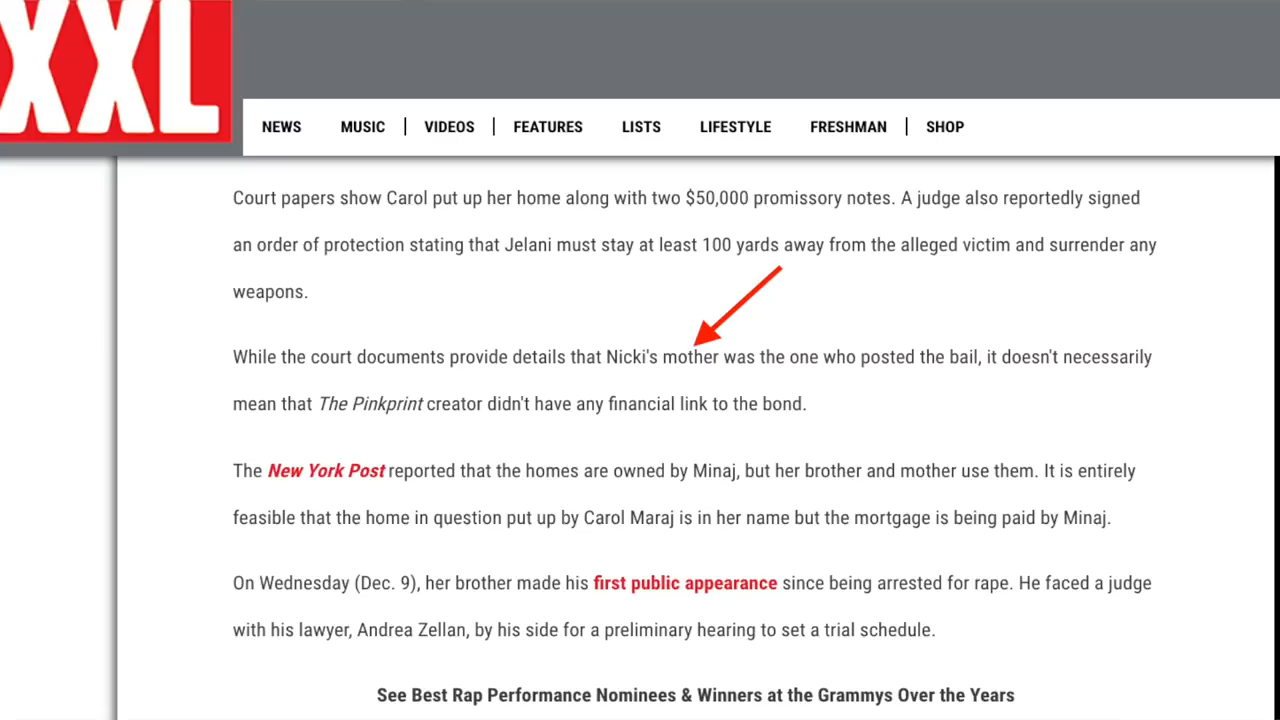 XXL
NEWS MUSIC VIDEOS FEATURES LISTS LIFESTYLE FRESHMAN SHOP
Court papers show Carol put up her home along with two $50,000 promissory notes. A judge also reportedly signed
an order of protection stating that Jelani must stay at least 100 yards away from the alleged victim and surrender any
weapons.
While the court documents provide details that Nicki's mother was the one who posted the bail, it doesn't necessarily
mean that The Pinkprint creator didn't have any financial link to the bond.
The New York Post reported that the homes are owned by Minaj, but her brother and mother use them. It is entirely
feasible that the home in question put up by Carol Maraj is in her name but the mortgage is being paid by Minaj.
On Wednesday (Dec. 9), her brother made his first public appearance since being arrested for rape. He faced a judge
with his lawyer, Andrea Zellan, by his side for a preliminary hearing to set a trial schedule.
See Best Rap Performance Nominees & Winners at the Grammys Over the Years